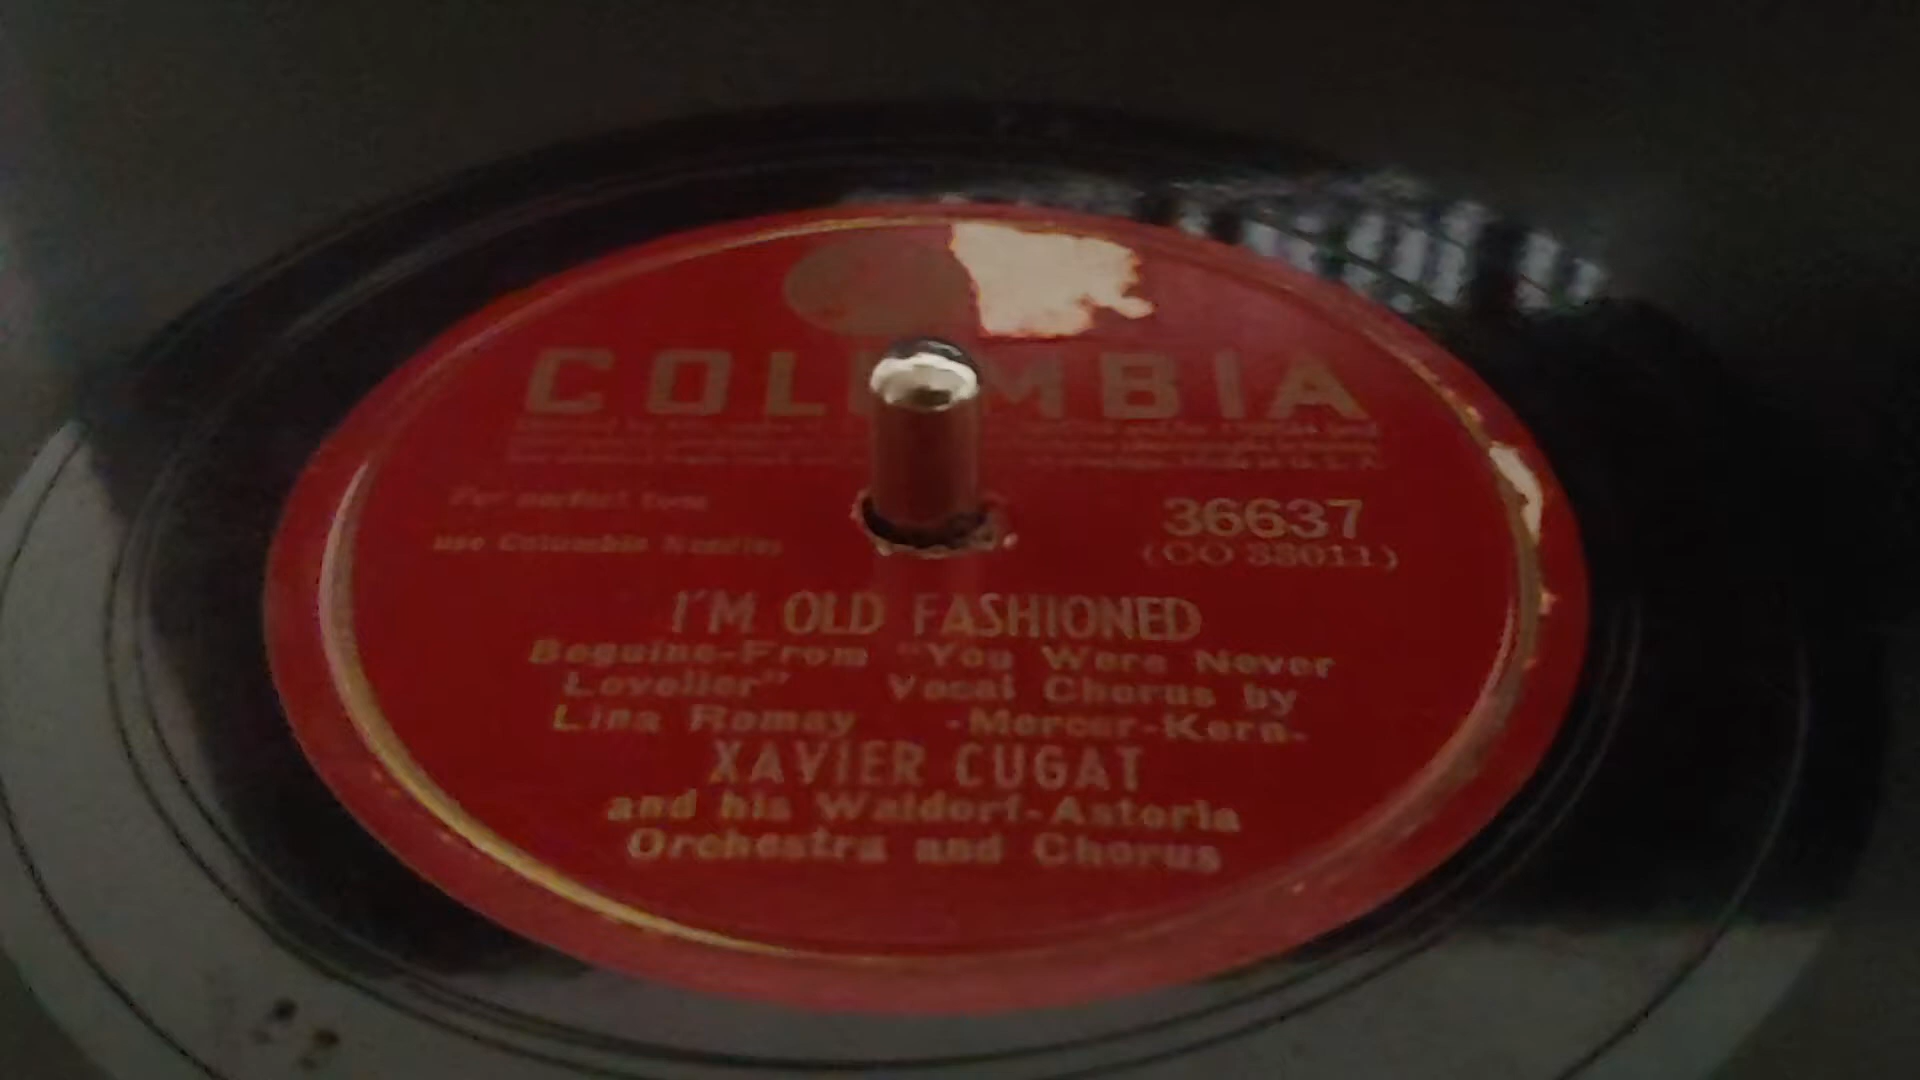 COLUMBIA
For perfect tone
use Columbia Needles
36637
(CO 33011)
I'M OLD FASHIONED
Beguine-From "You Were Never
Lovelier" Vocal Chorus by
Lina Romay -Mercer-Kern-
XAVIER CUGAT
and his Waldorf-Astoria
Orchestra and Chorus